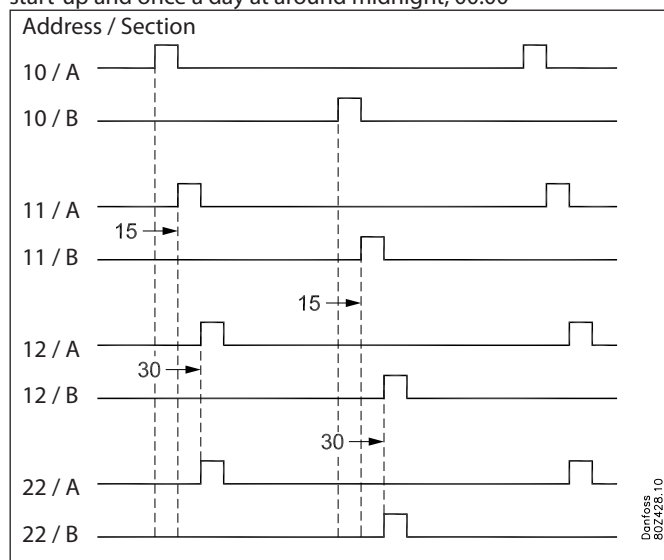 start-up and once a day at around midnight, 00:00
Address / Section
10 / A
10 / B
11 / A
15
11 / B
15
12 / A
30
12 / B
30
22 / A
22 / B
Danfoss
80Z428.10